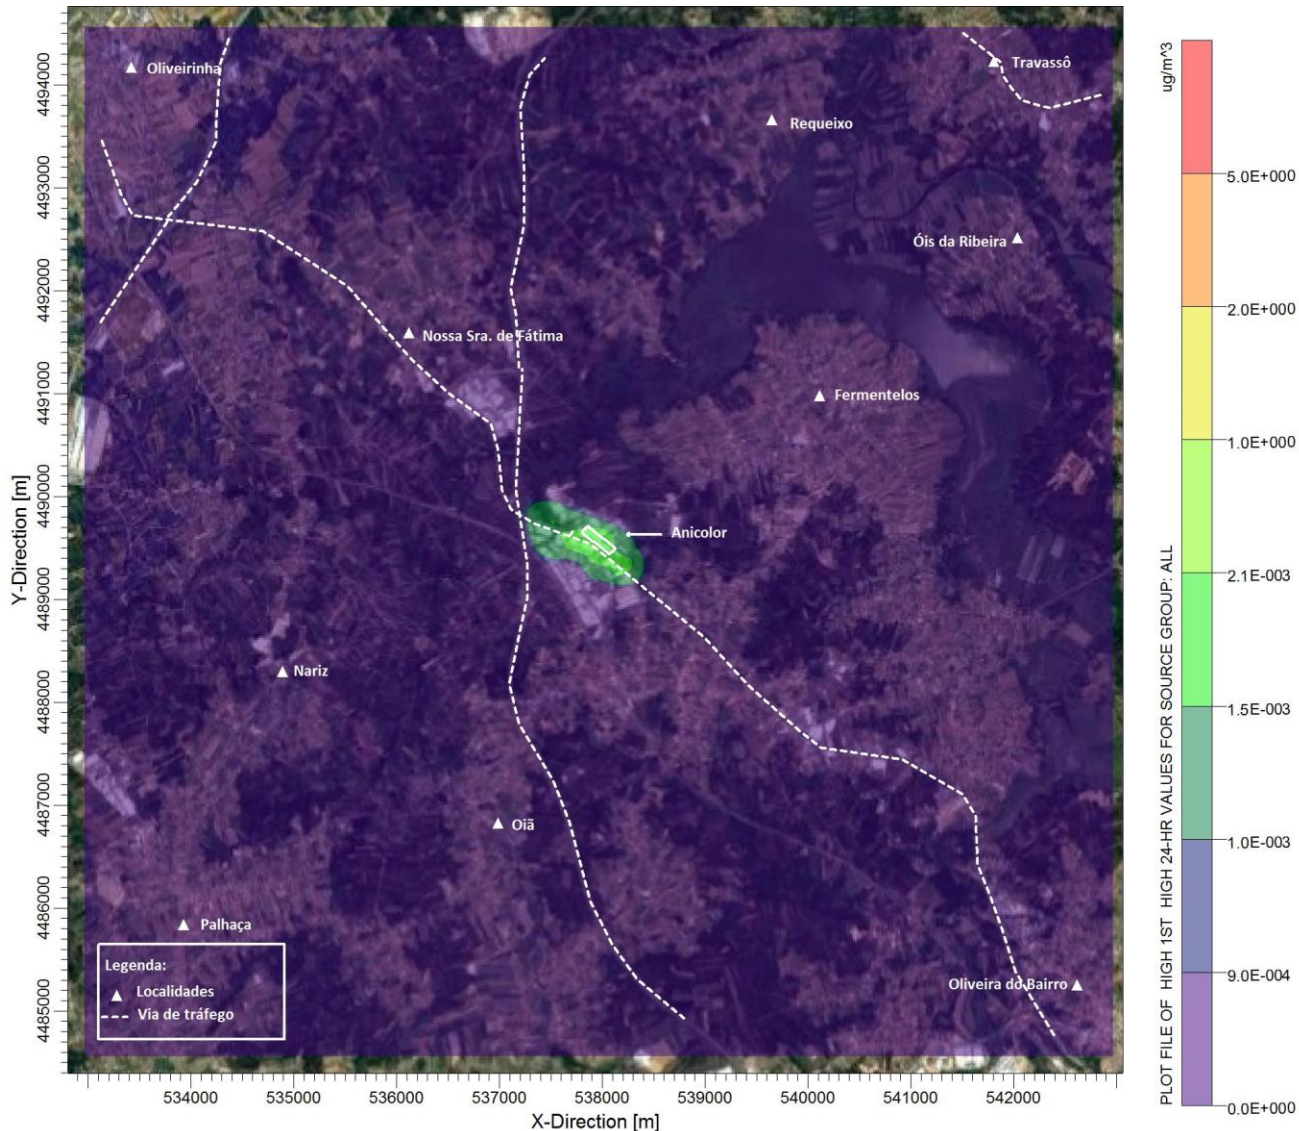 Oliveirinha
Travassô
Requeixo
Óis da Ribeira
Nossa Sra. de Fátima
Fermentelos
Anicolor
Nariz
Oiã
Palhaça
Oliveira do Bairro
Legenda:
Localidades
Via de tráfego
Y-Direction [m]
4494000
4493000
4492000
4491000
4490000
4489000
4488000
4487000
4486000
4485000
534000
535000
536000
537000
538000
539000
540000
541000
542000
X-Direction [m]
PLOT FILE OF HIGH 1ST HIGH 24-HR VALUES FOR SOURCE GROUP: ALL
ug/m^3
5.0E+000
2.0E+000
1.0E+000
2.1E-003
1.5E-003
1.0E-003
9.0E-004
0.0E+000